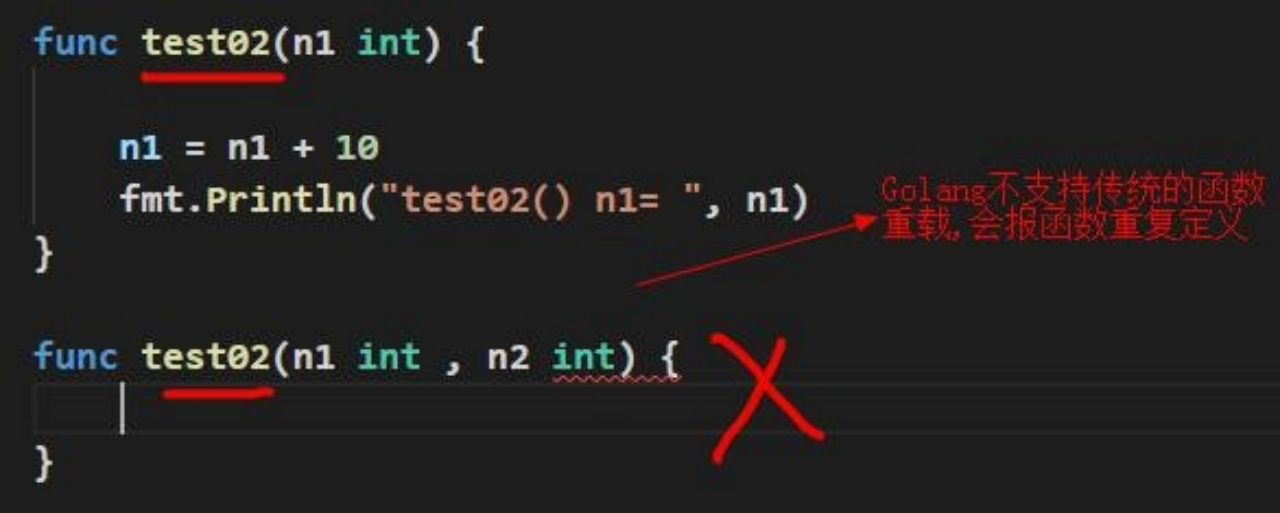 func test02(n1 int) {
n1 = n1 + 10
fmt.Println("test02() n1= ", n1)
Golang不支持传统的函数
重载,会报函数重复定义
}
func test02(n1 int , n2 int) {
}